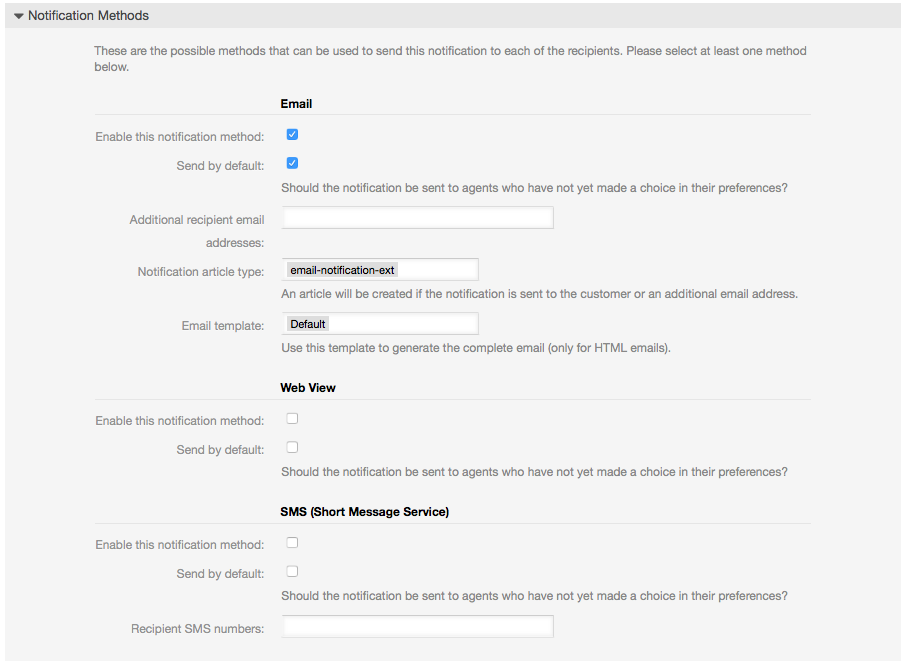 Notification Methods
These are the possible methods that can be used to send this notification to each of the recipients. Please select at least one method
below.
Email
Enable this notification method:
Send by default:
Should the notification be sent to agents who have not yet made a choice in their preferences?
Additional recipient email
addresses:
Notification article type: email-notification-ext
An article will be created if the notification is sent to the customer or an additional email address.
Email template: Default
Use this template to generate the complete email (only for HTML emails).
Web View
Enable this notification method:
Send by default:
Should the notification be sent to agents who have not yet made a choice in their preferences?
SMS (Short Message Service)
Enable this notification method:
Send by default:
Should the notification be sent to agents who have not yet made a choice in their preferences?
Recipient SMS numbers: